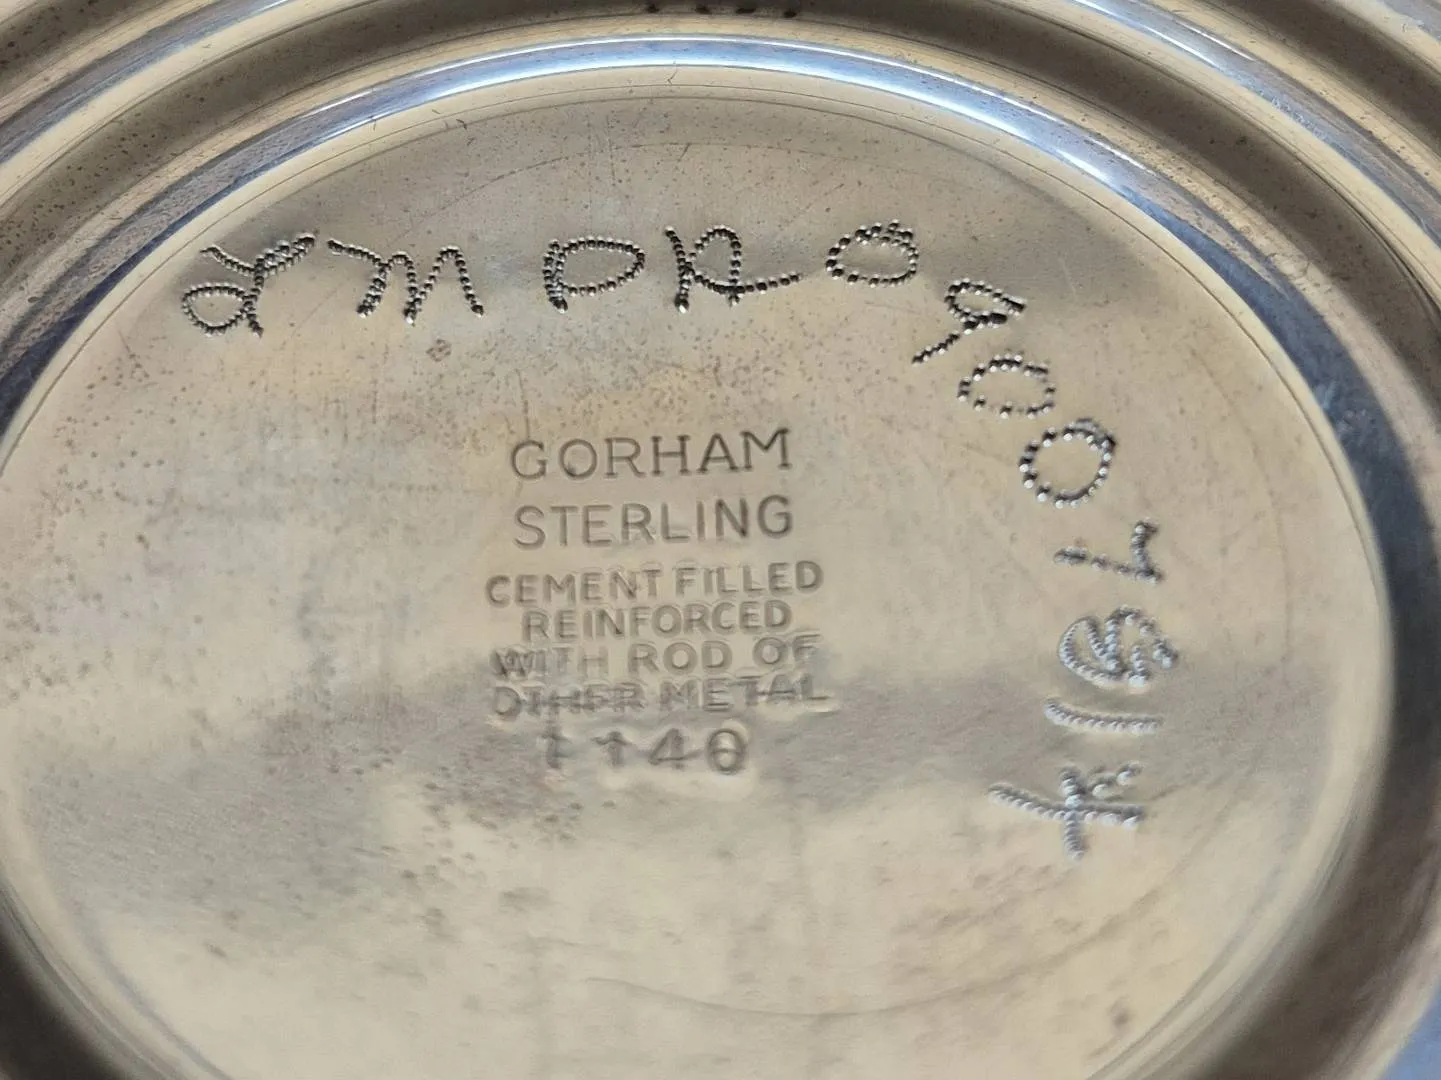 GORHAM
STERLING
CEMENT FILLED
REINFORCED
WITH ROD OF
OTHER METAL
1140